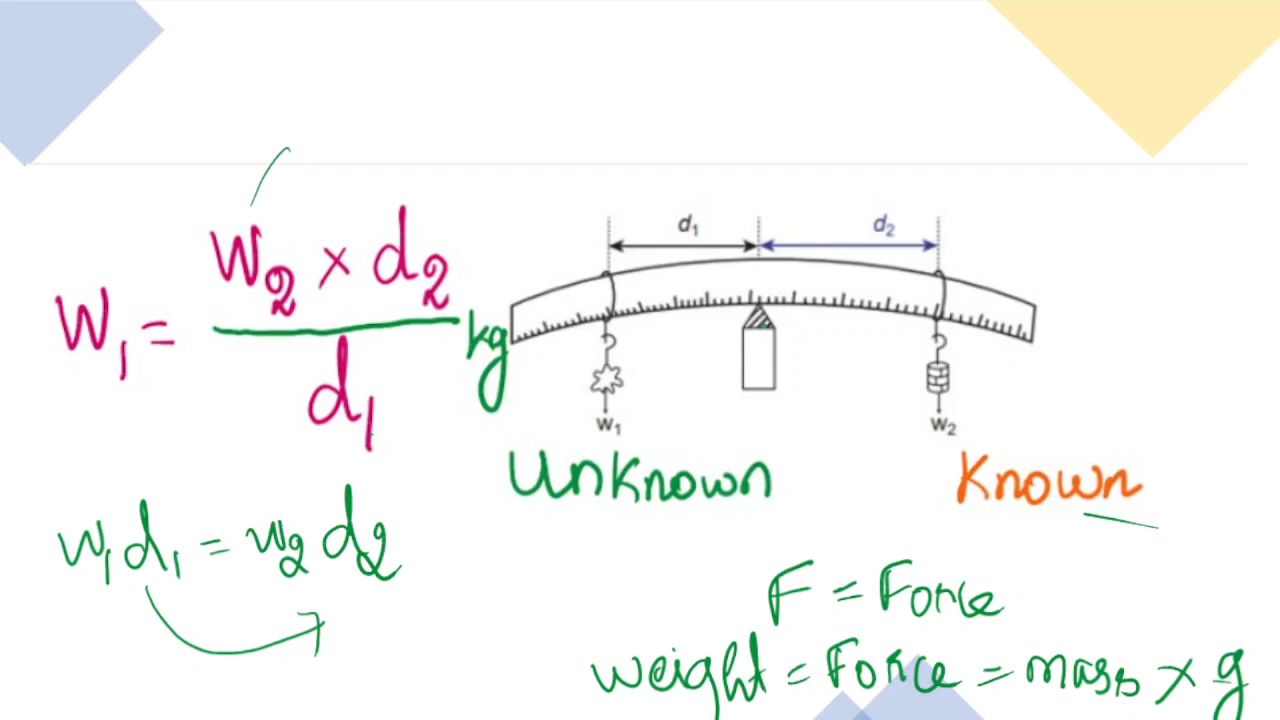 d₁ d₂
W₁ = W₂ × d₂ / d₁ kg
W₁ W₂
Unknown Known
W₁d₁ = W₂d₂
F = Force
weight = Force = mass × g